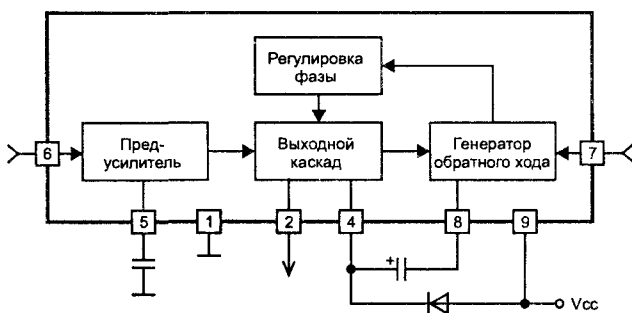 Регулировка
фазы
Пред-
усилитель
Выходной
каскад
Генератор
обратного хода
6
7
5
1
2
4
8
9
+
Vcc